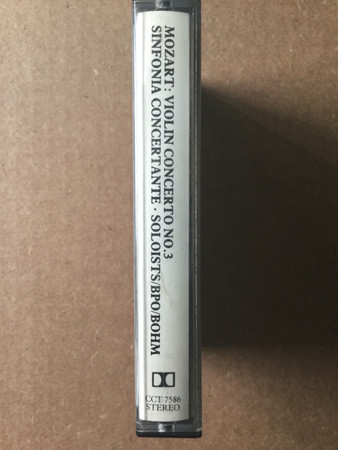 MOZART: VIOLIN CONCERTO NO.3
SINFONIA CONCERTANTE · SOLOISTS/BPO/BOHM
CCT 7586
STEREO